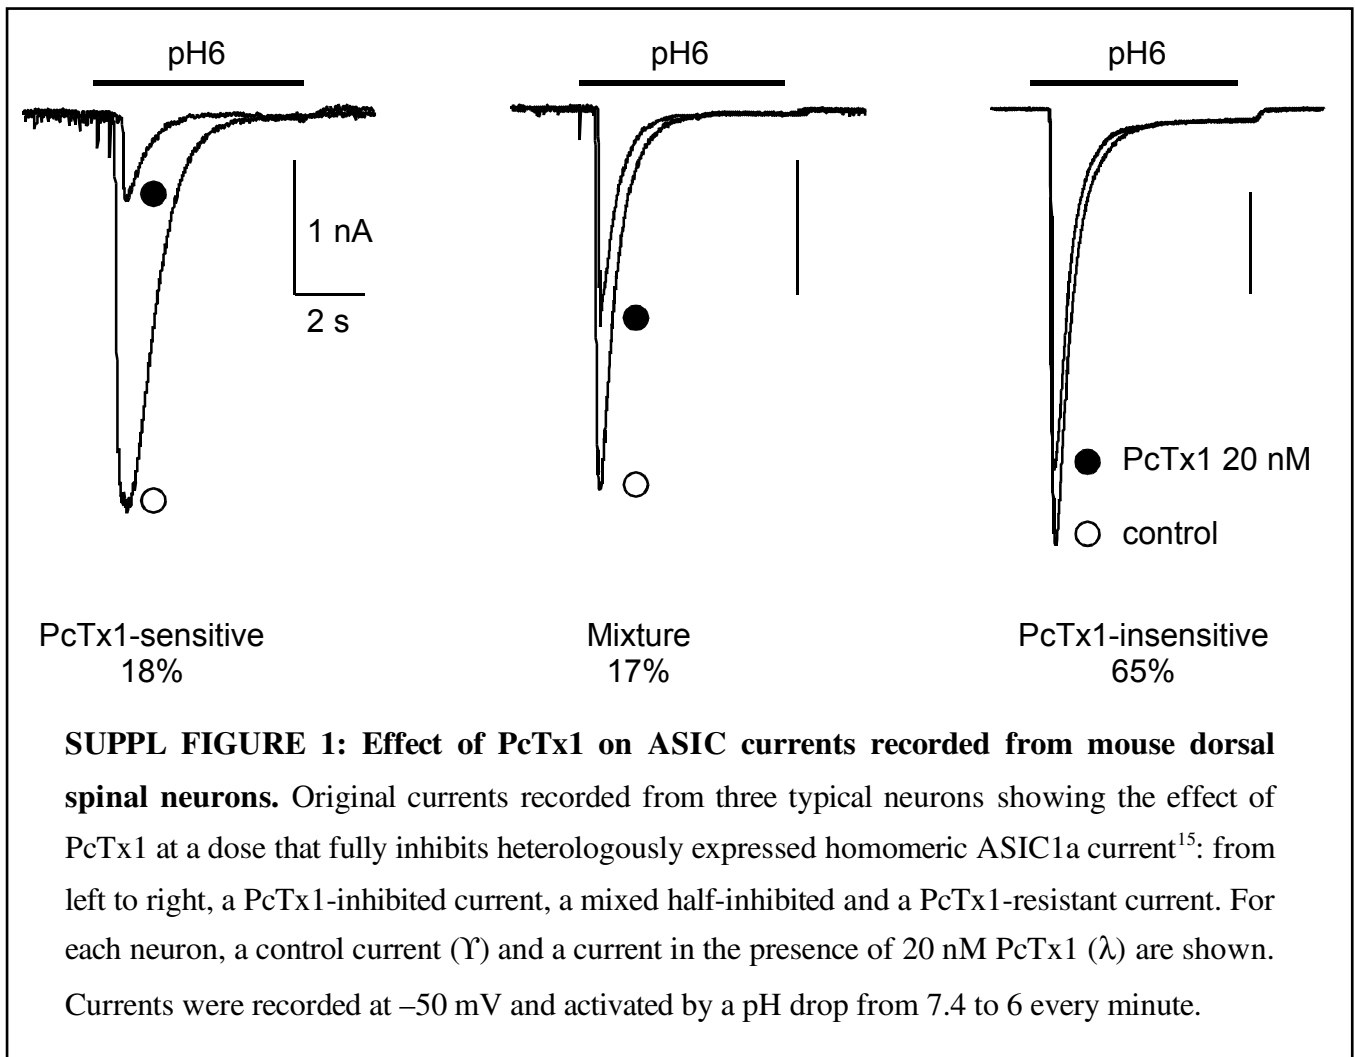 pH6
pH6
pH6
1 nA
2 s
PcTx1 20 nM
control
PcTx1-sensitive
18%
Mixture
17%
PcTx1-insensitive
65%
SUPPL FIGURE 1: Effect of PcTx1 on ASIC currents recorded from mouse dorsal
spinal neurons. Original currents recorded from three typical neurons showing the effect of
PcTx1 at a dose that fully inhibits heterologously expressed homomeric ASIC1a current15: from
left to right, a PcTx1-inhibited current, a mixed half-inhibited and a PcTx1-resistant current. For
each neuron, a control current (ϒ) and a current in the presence of 20 nM PcTx1 (λ) are shown.
Currents were recorded at –50 mV and activated by a pH drop from 7.4 to 6 every minute.